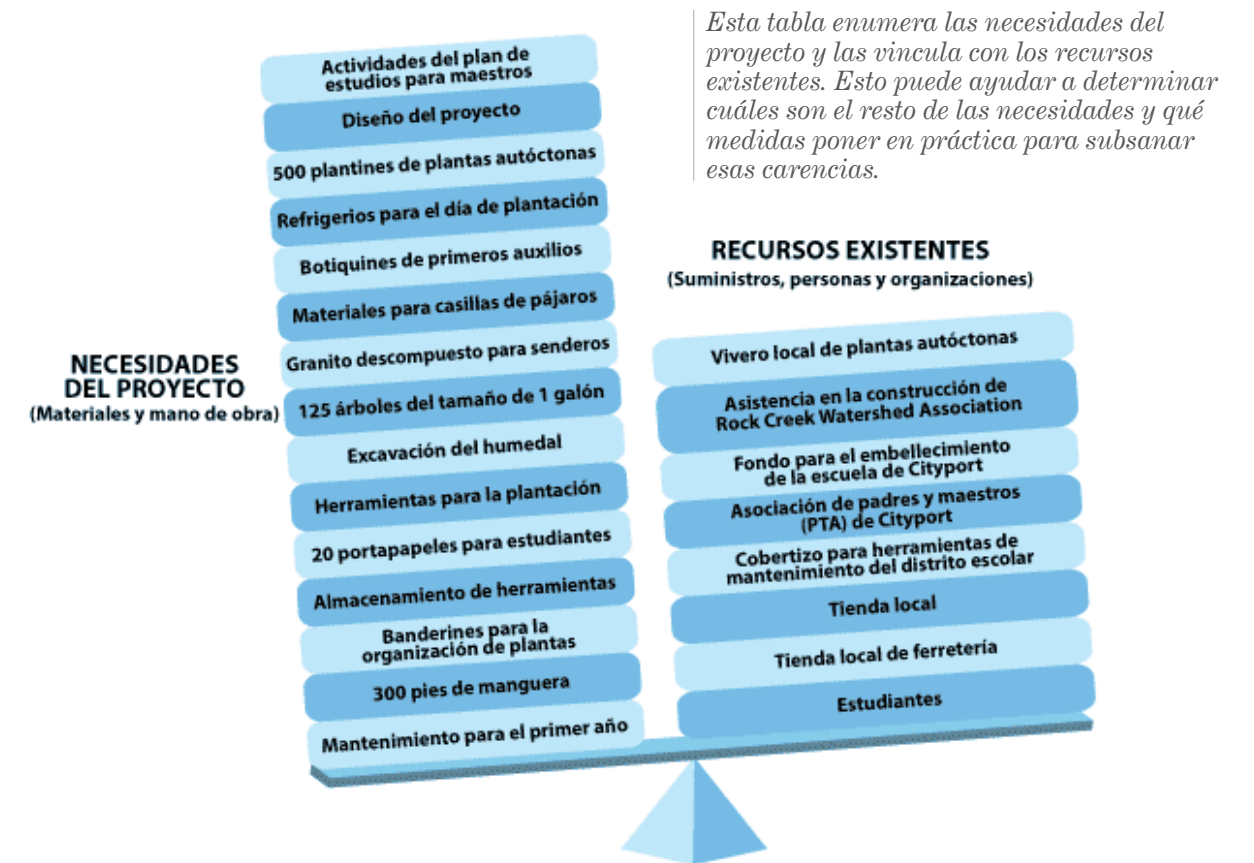 Esta tabla enumera las necesidades del
proyecto y las vincula con los recursos
existentes. Esto puede ayudar a determinar
cuáles son el resto de las necesidades y qué
medidas poner en práctica para subsanar
esas carencias.
NECESIDADES
DEL PROYECTO
(Materiales y mano de obra)
Actividades del plan de
estudios para maestros
Diseño del proyecto
500 plantines de plantas autóctonas
Refrigerios para el día de plantación
Botiquines de primeros auxilios
Materiales para casillas de pájaros
Granito descompuesto para senderos
125 árboles del tamaño de 1 galón
Excavación del humedal
Herramientas para la plantación
20 portapapeles para estudiantes
Almacenamiento de herramientas
Banderines para la
organización de plantas
300 pies de manguera
Mantenimiento para el primer año
RECURSOS EXISTENTES
(Suministros, personas y organizaciones)
Vivero local de plantas autóctonas
Asistencia en la construcción de
Rock Creek Watershed Association
Fondo para el embellecimiento
de la escuela de Cityport
Asociación de padres y maestros
(PTA) de Cityport
Cobertizo para herramientas de
mantenimiento del distrito escolar
Tienda local
Tienda local de ferretería
Estudiantes